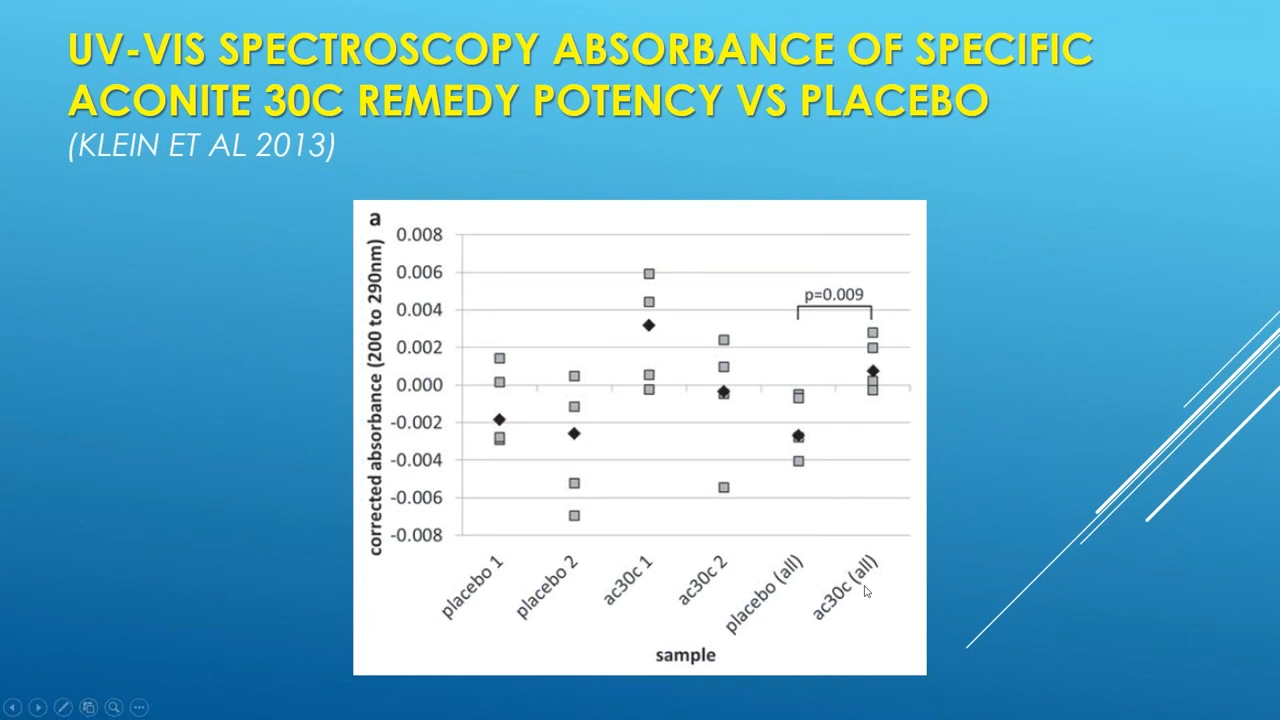 UV-VIS SPECTROSCOPY ABSORBANCE OF SPECIFIC
ACONITE 30C REMEDY POTENCY VS PLACEBO
(KLEIN ET AL 2013)
a
corrected absorbance (200 to 290nm)
0.008
0.006
0.004
0.002
0.000
-0.002
-0.004
-0.006
-0.008
p=0.009
placebo 1
placebo 2
ac30c 1
ac30c 2
placebo (all)
ac30c (all)
sample